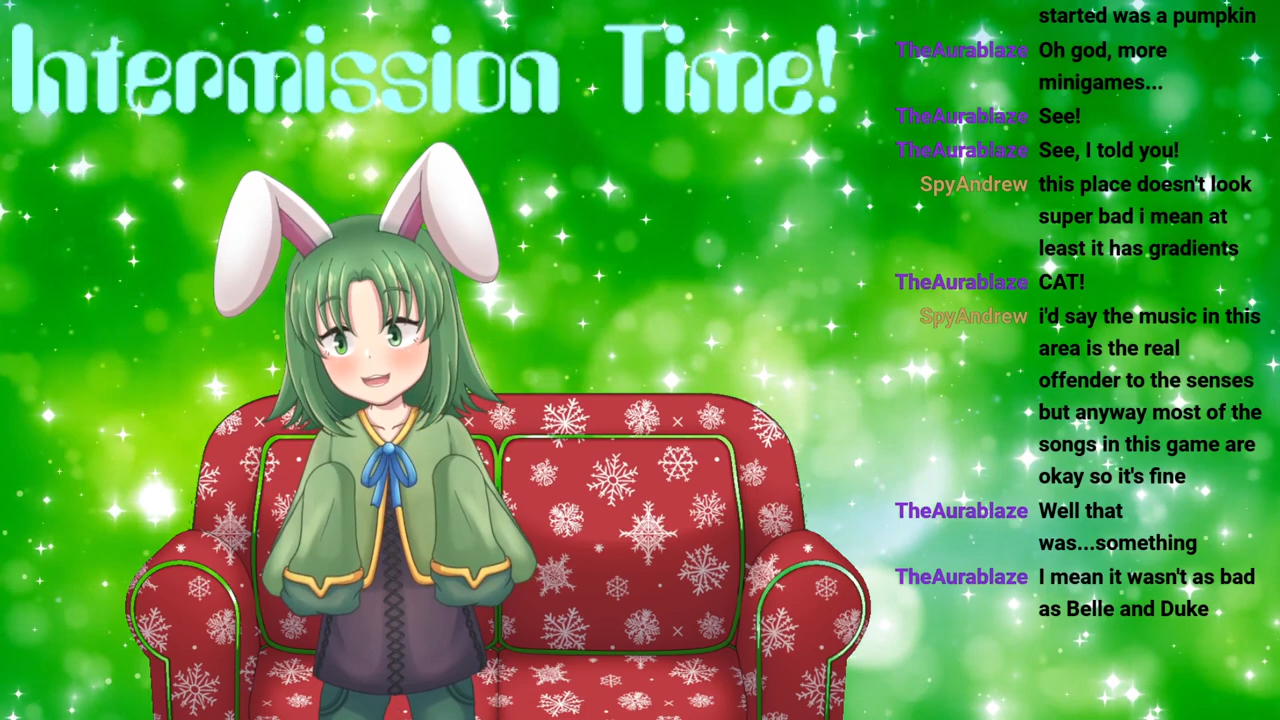 Intermission Time!
started was a pumpkin
TheAurablaze Oh god, more
minigames...
TheAurablaze See!
TheAurablaze See, I told you!
SpyAndrew this place doesn't look
super bad i mean at
least it has gradients
TheAurablaze CAT!
SpyAndrew i'd say the music in this
area is the real
offender to the senses
but anyway most of the
songs in this game are
okay so it's fine
TheAurablaze Well that
was...something
TheAurablaze I mean it wasn't as bad
as Belle and Duke